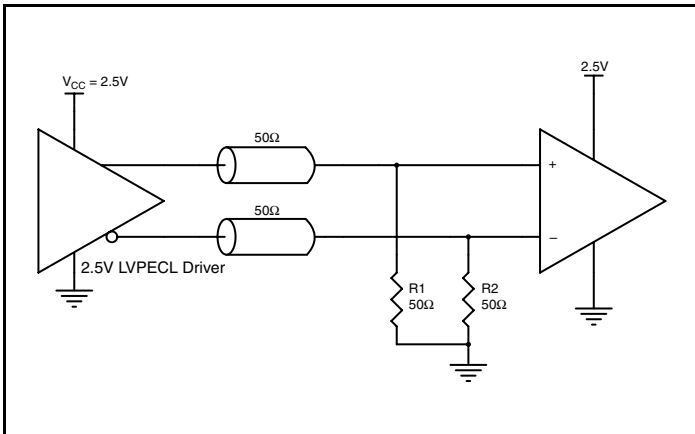 V_CC = 2.5V
2.5V
50Ω
50Ω
+
−
2.5V LVPECL Driver
R1
50Ω
R2
50Ω